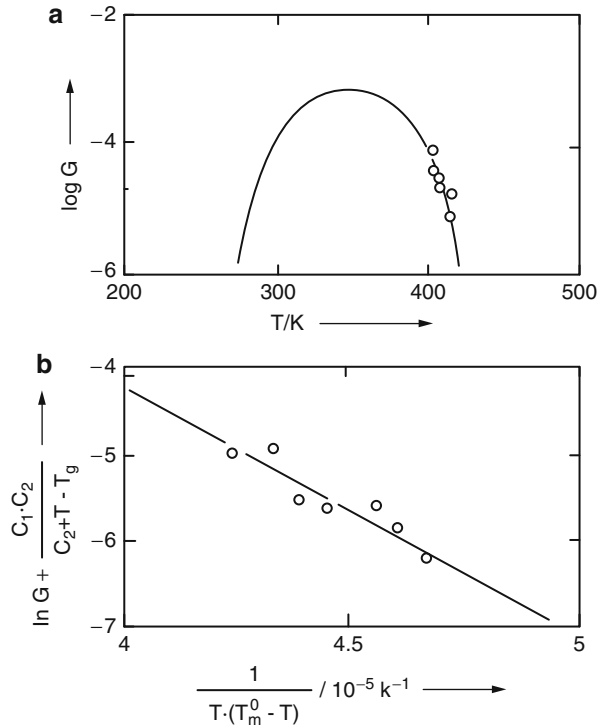 a
-2
-4
-6
log G
200 300 400 500
T/K
b
-4
-5
-6
-7
ln G + C₁·C₂ / C₂+T - T_g
4 4.5 5
1 / T·(T⁰ₘ - T) / 10⁻⁵ k⁻¹